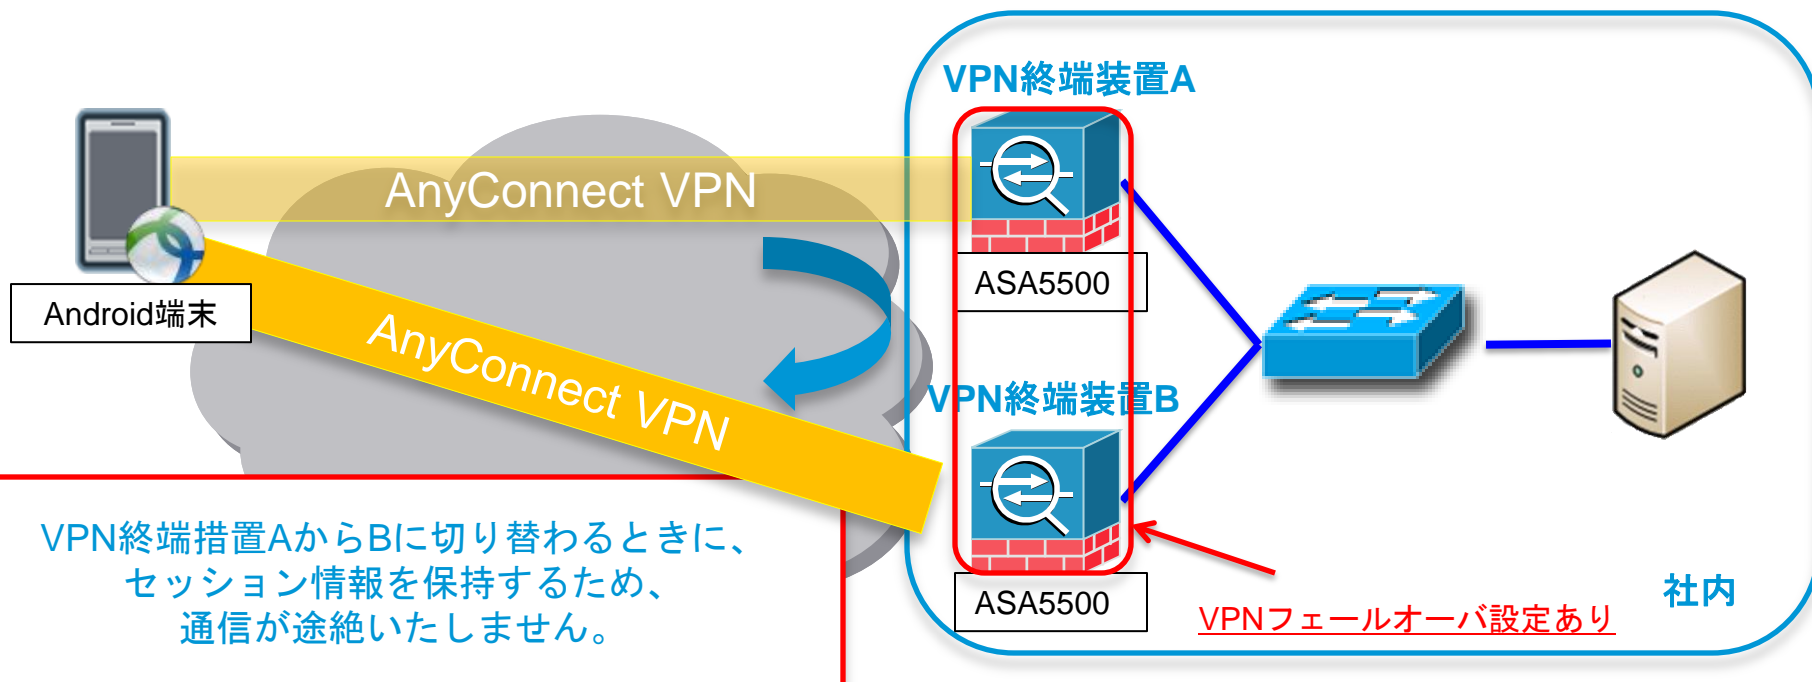 VPN終端装置A
AnyConnect VPN
ASA5500
Android端末
AnyConnect VPN
VPN終端装置B
VPN終端措置AからBに切り替わるときに、
セッション情報を保持するため、
通信が途絶いたしません。
ASA5500
社内
VPNフェールオーバ設定あり